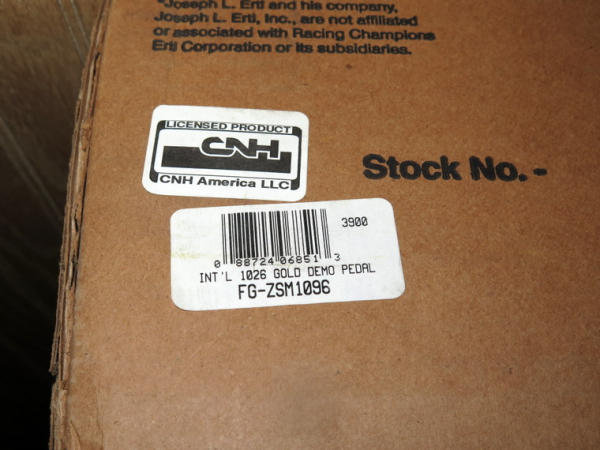 "Joseph L. Ertl and his company,
Joseph L. Ertl, Inc., are not affiliated
or associated with Racing Champions
Ertl Corporation or its subsidiaries.
LICENSED PRODUCT
CNH
CNH America LLC
Stock No. -
3900
0 88724 06851 3
INT'L 1026 GOLD DEMO PEDAL
FG-ZSM1096